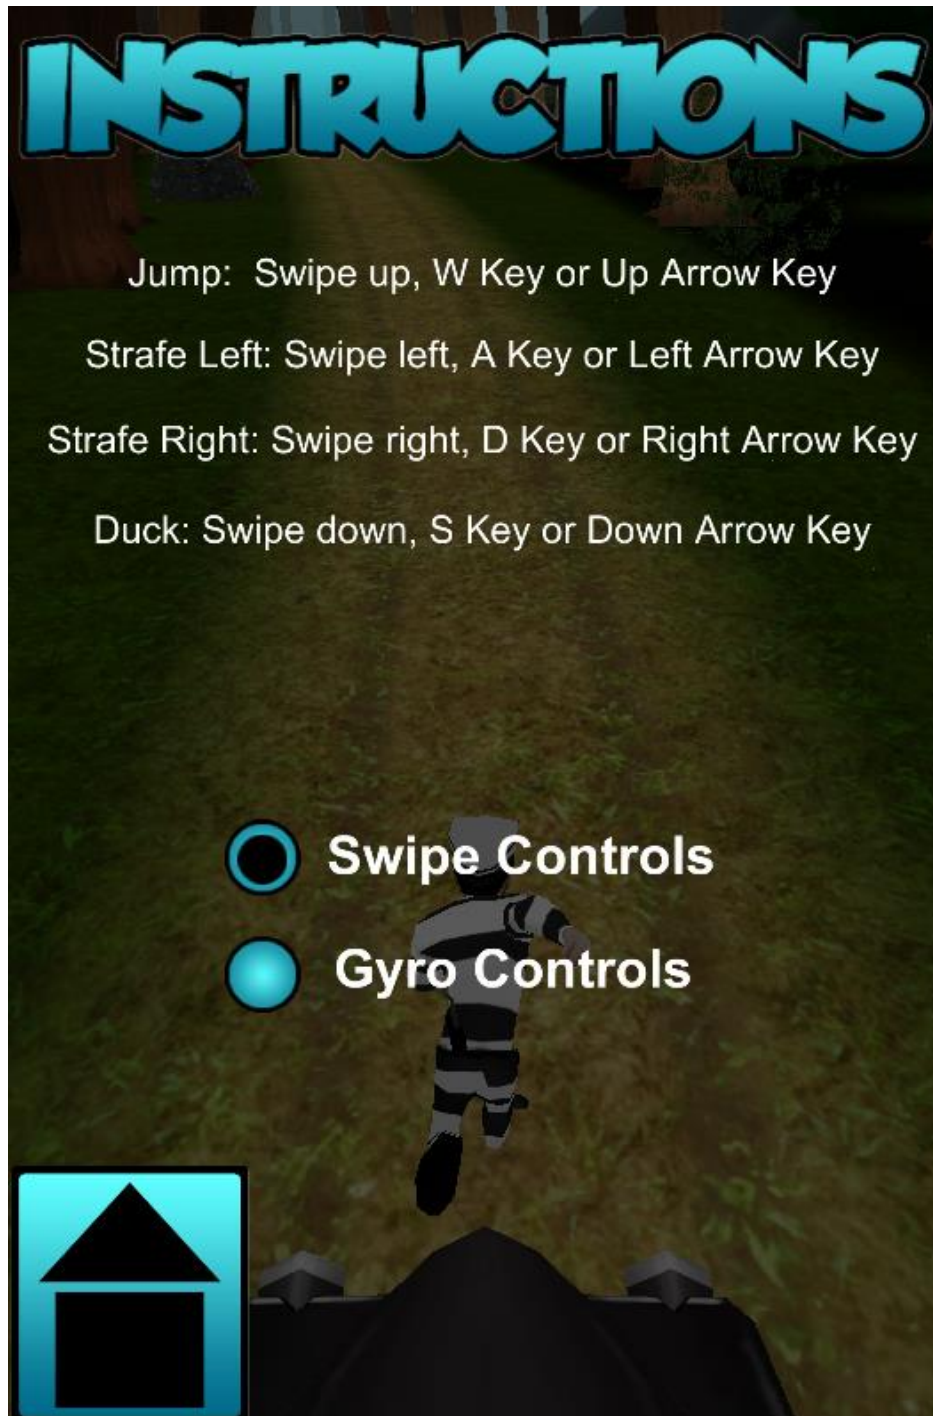 INSTRUCTIONS
Jump:  Swipe up, W Key or Up Arrow Key
Strafe Left: Swipe left, A Key or Left Arrow Key
Strafe Right: Swipe right, D Key or Right Arrow Key
Duck: Swipe down, S Key or Down Arrow Key
Swipe Controls
Gyro Controls